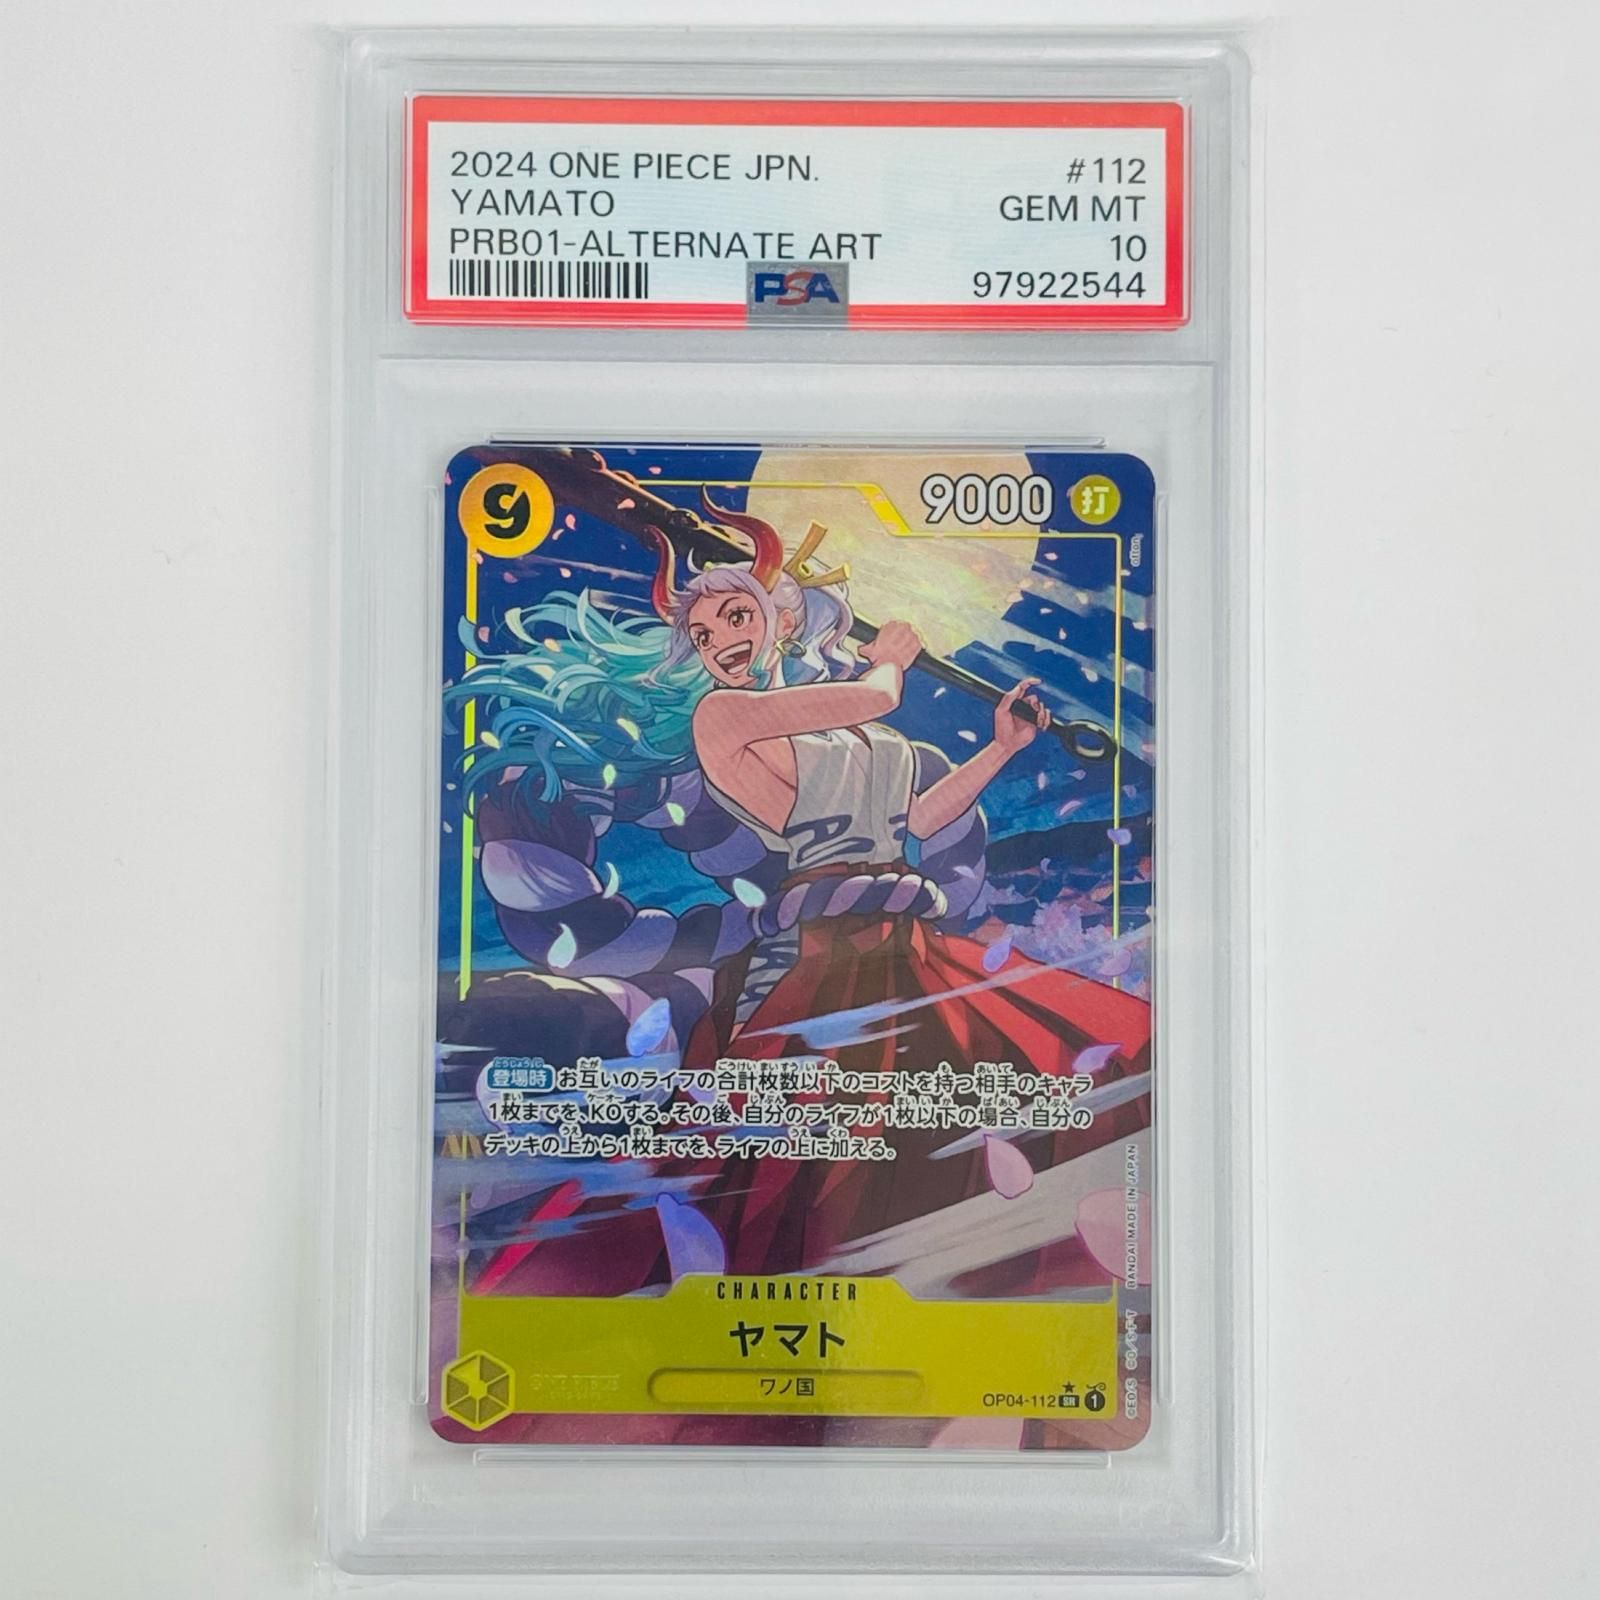 2024 ONE PIECE JPN.
#112
YAMATO
GEM MT
PRB01-ALTERNATE ART
10
PSA
97922544
9
9000
打
登場時 お互いのライフの合計枚数以下のコストを持つ相手のキャラ
1枚までを、KOする。その後、自分のライフが1枚以下の場合、自分の
デッキの上から1枚までを、ライフの上に加える。
CHARACTER
ヤマト
ワノ国
OP04-112 SR 1
BANDAI MADE IN JAPAN